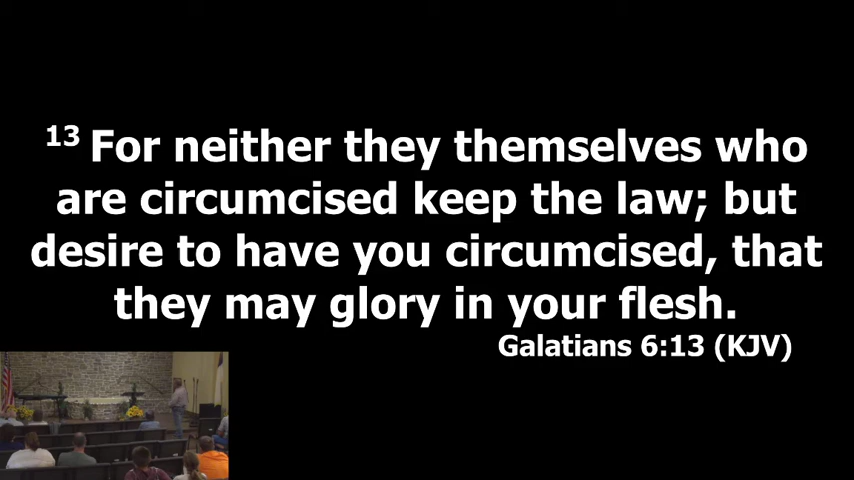 13 For neither they themselves who
are circumcised keep the law; but
desire to have you circumcised, that
they may glory in your flesh.
Galatians 6:13 (KJV)